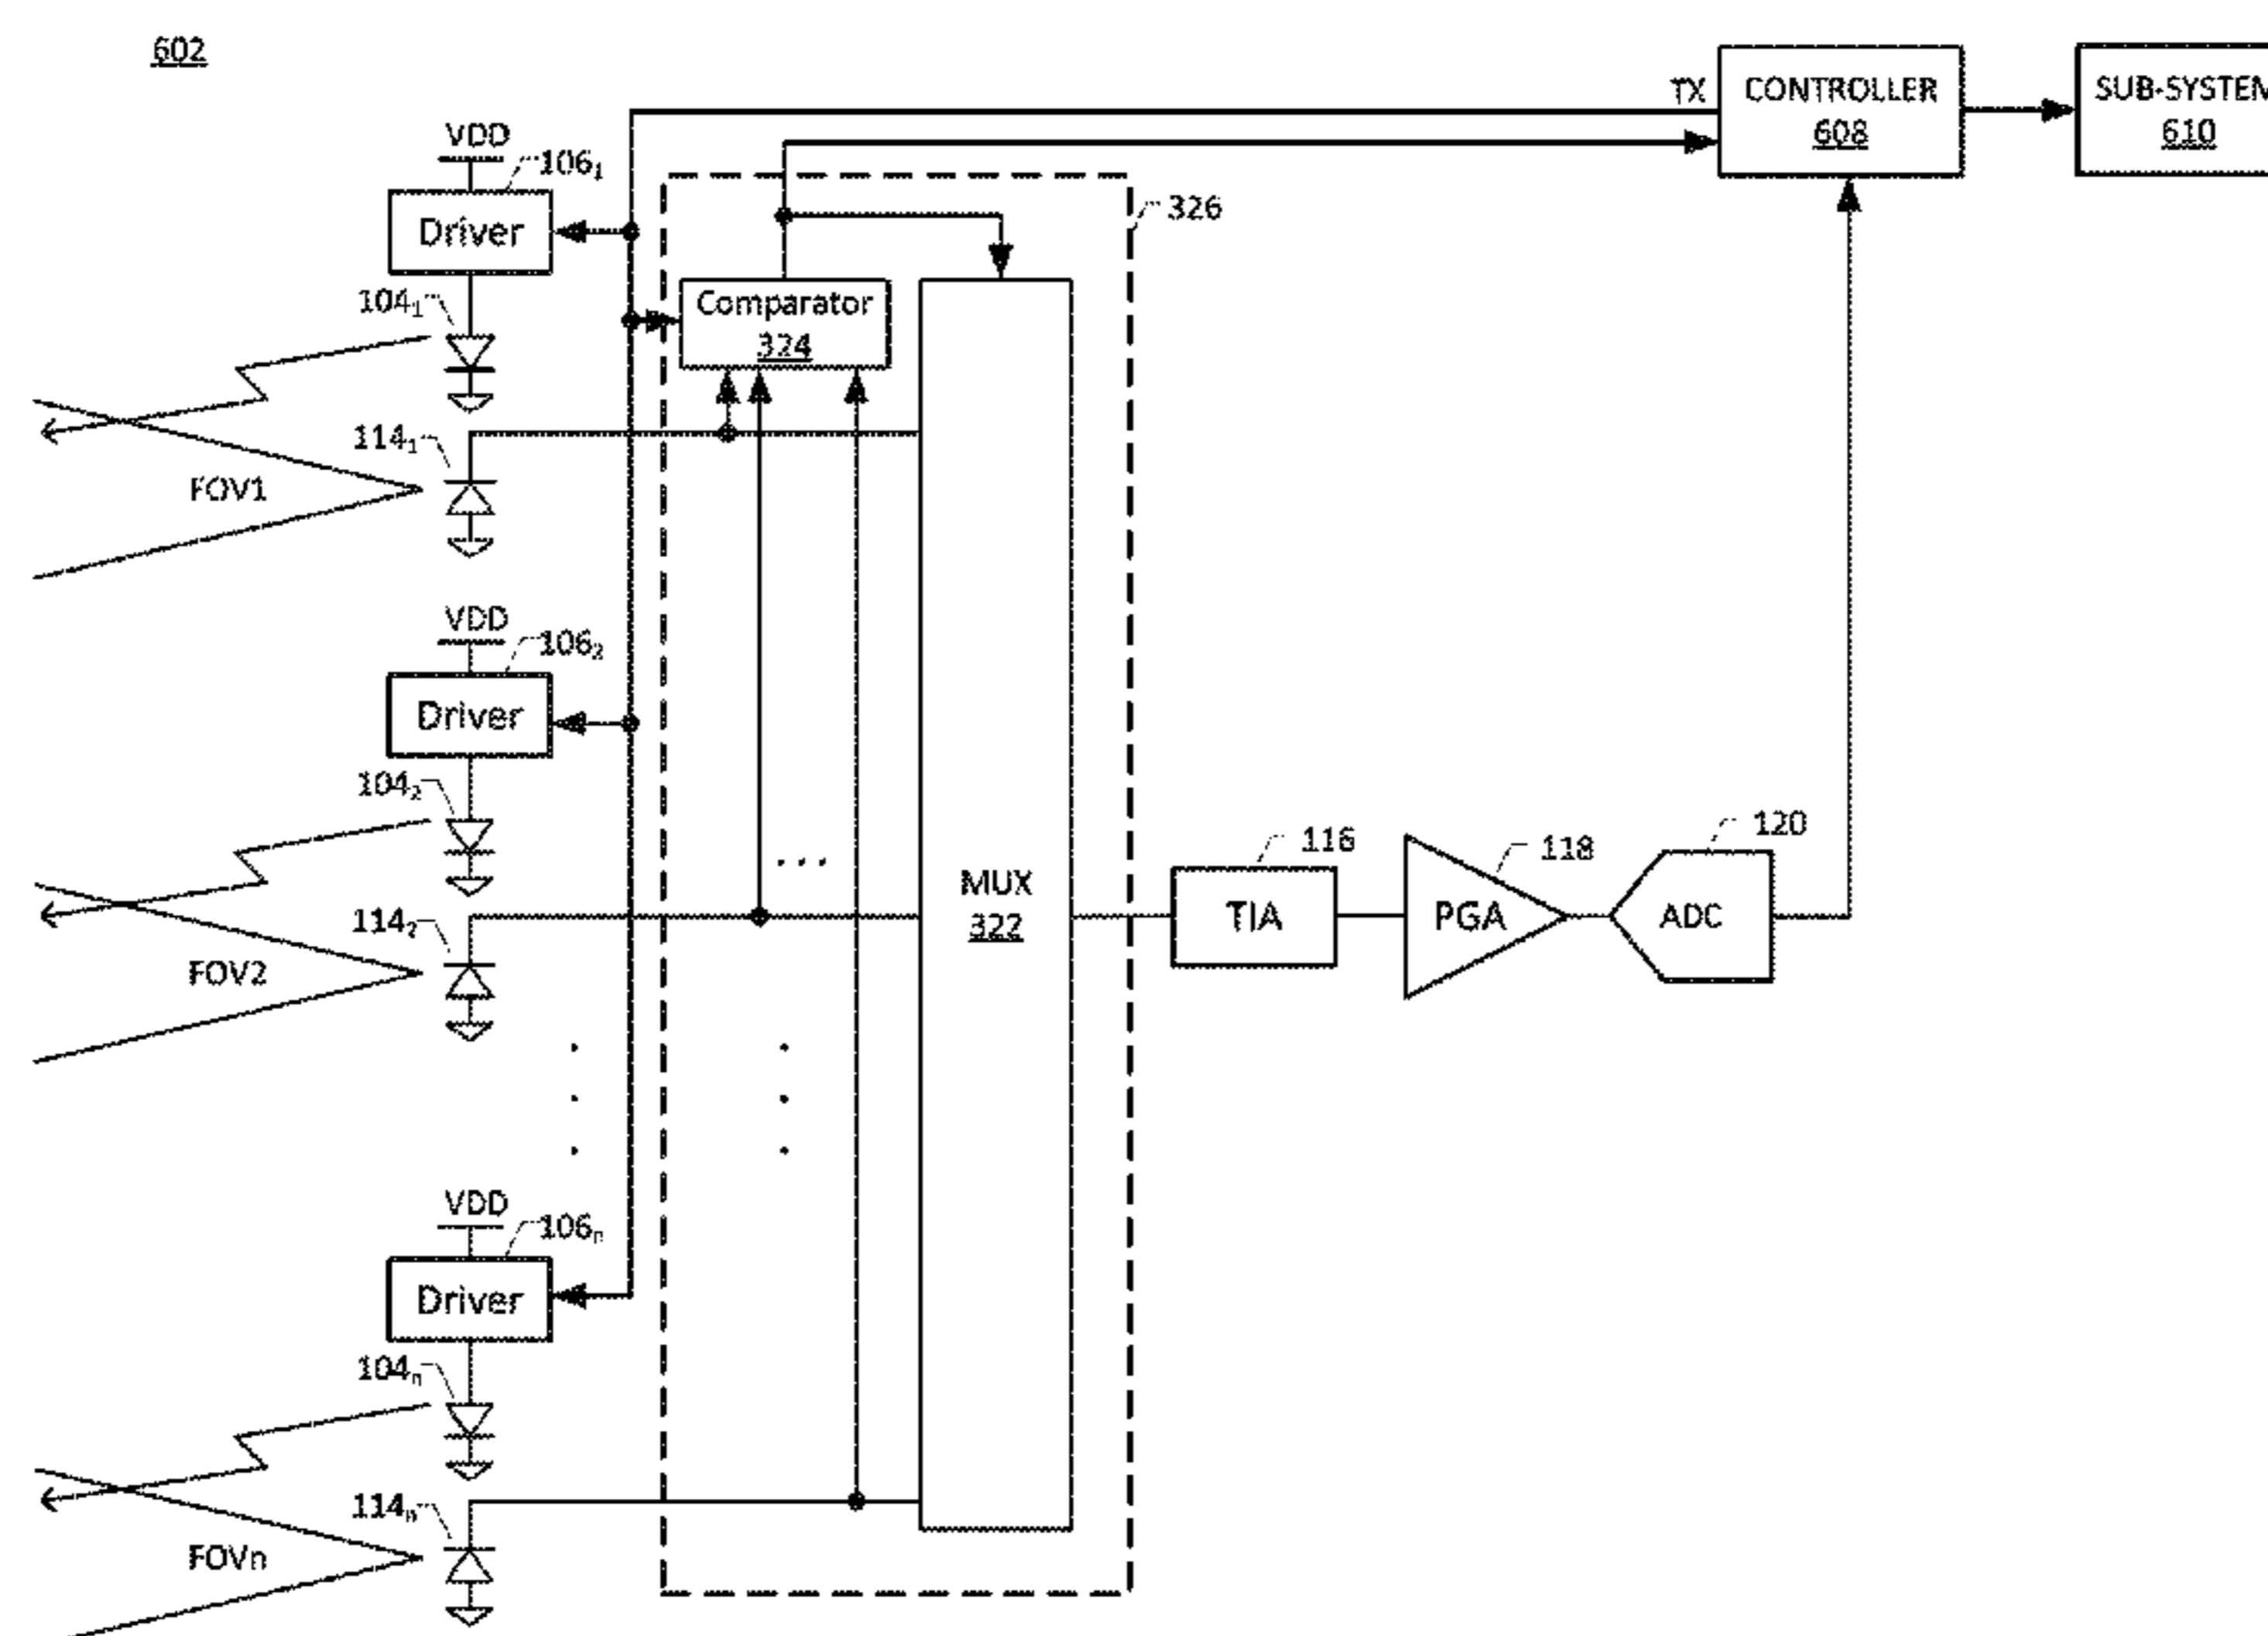 602
TX
CONTROLLER
608
SUB-SYSTEM
610
VDD
106₁
Driver
326
104₁
Comparator
324
114₁
FOV1
VDD
106₂
Driver
104₂
114₂
FOV2
...
MUX
322
116
TIA
118
PGA
120
ADC
VDD
106ₙ
Driver
104ₙ
114ₙ
FOVn